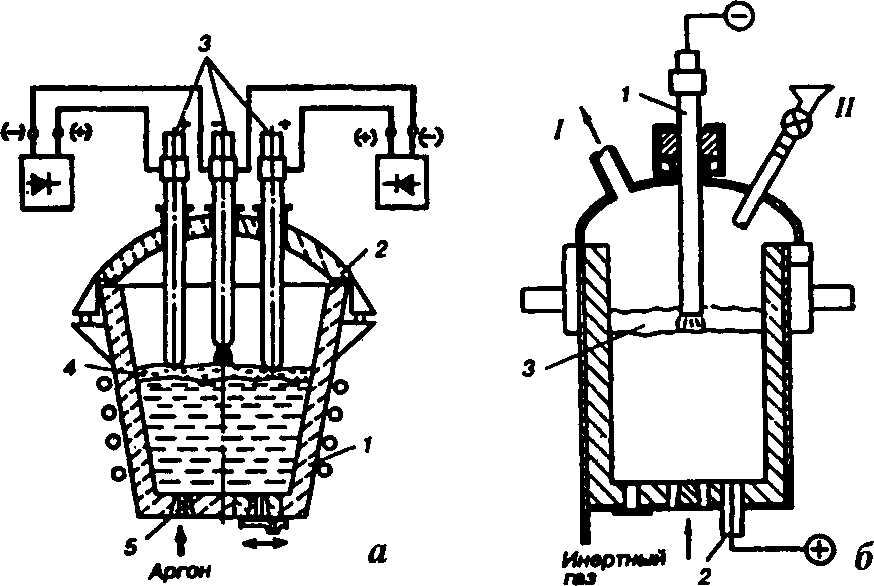 3
(–) (+)
+ – +
(+) (–)
2
4
1
5
Аргон
а
–
1
I
II
3
Инертный
газ
2
+
б